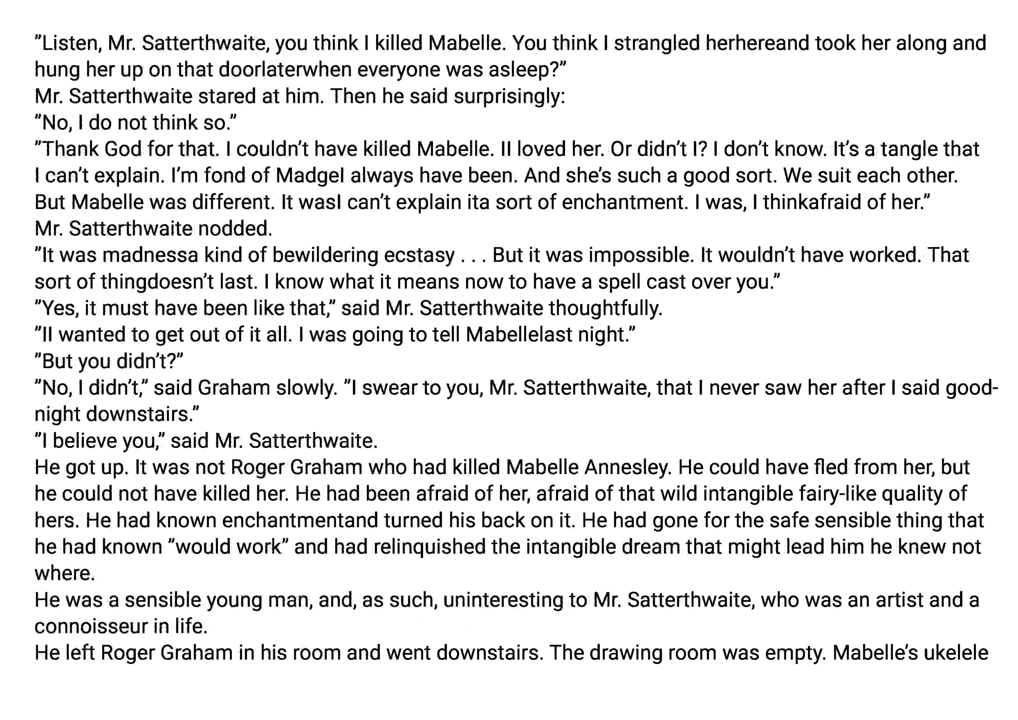 "Listen, Mr. Satterthwaite, you think I killed Mabelle. You think I strangled herhereand took her along and
hung her up on that doorlaterwhen everyone was asleep?"
Mr. Satterthwaite stared at him. Then he said surprisingly:
"No, I do not think so."
"Thank God for that. I couldn't have killed Mabelle. II loved her. Or didn't I? I don't know. It's a tangle that
I can't explain. I'm fond of MadgeI always have been. And she's such a good sort. We suit each other.
But Mabelle was different. It wasI can't explain ita sort of enchantment. I was, I thinkafraid of her."
Mr. Satterthwaite nodded.
"It was madnessa kind of bewildering ecstasy . . . But it was impossible. It wouldn't have worked. That
sort of thingdoesn't last. I know what it means now to have a spell cast over you."
"Yes, it must have been like that," said Mr. Satterthwaite thoughtfully.
"II wanted to get out of it all. I was going to tell Mabellelast night."
"But you didn't?"
"No, I didn't," said Graham slowly. "I swear to you, Mr. Satterthwaite, that I never saw her after I said good-
night downstairs."
"I believe you," said Mr. Satterthwaite.
He got up. It was not Roger Graham who had killed Mabelle Annesley. He could have fled from her, but
he could not have killed her. He had been afraid of her, afraid of that wild intangible fairy-like quality of
hers. He had known enchantmentand turned his back on it. He had gone for the safe sensible thing that
he had known "would work" and had relinquished the intangible dream that might lead him he knew not
where.
He was a sensible young man, and, as such, uninteresting to Mr. Satterthwaite, who was an artist and a
connoisseur in life.
He left Roger Graham in his room and went downstairs. The drawing room was empty. Mabelle's ukelele